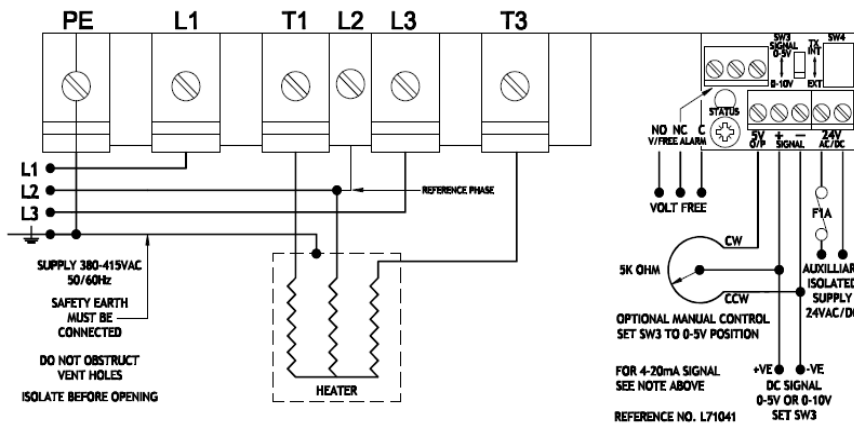 PE L1 T1 L2 L3 T3
SW3
SIGNAL
0-5V
0-10V
TX
INT
EXT
SW4
STATUS
NO NC C
V/FREE ALARM
5V
O/P
+ −
SIGNAL
24V
AC/DC
L1
L2
L3
REFERENCE PHASE
VOLT FREE
F1A
SUPPLY 380-415VAC
50/60Hz
SAFETY EARTH
MUST BE
CONNECTED
DO NOT OBSTRUCT
VENT HOLES
ISOLATE BEFORE OPENING
HEATER
5K OHM
CW
CCW
AUXILLIAR
ISOLATED
SUPPLY
24VAC/DC
OPTIONAL MANUAL CONTROL
SET SW3 TO 0-5V POSITION
FOR 4-20mA SIGNAL
SEE NOTE ABOVE
+VE -VE
DC SIGNAL
0-5V OR 0-10V
SET SW3
REFERENCE NO. L71041